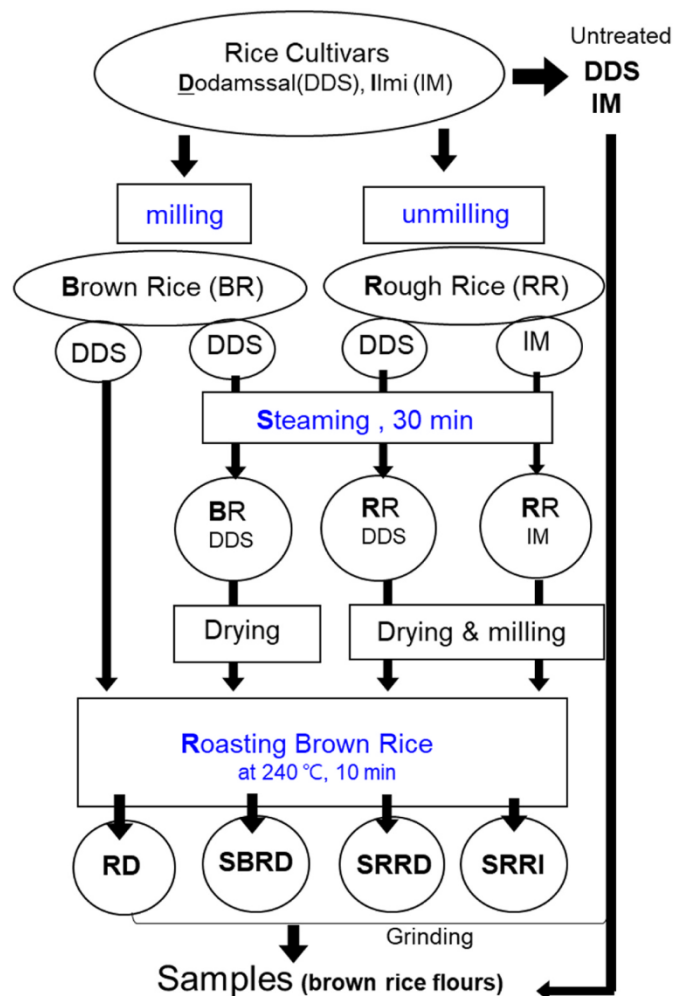 Rice Cultivars
Dodamssal(DDS), Ilmi (IM)
Untreated
DDS
IM
milling
unmilling
Brown Rice (BR)
Rough Rice (RR)
DDS
DDS
DDS
IM
Steaming , 30 min
BR
DDS
RR
DDS
RR
IM
Drying
Drying & milling
Roasting Brown Rice
at 240 ℃, 10 min
RD
SBRD
SRRD
SRRI
Grinding
Samples (brown rice flours)